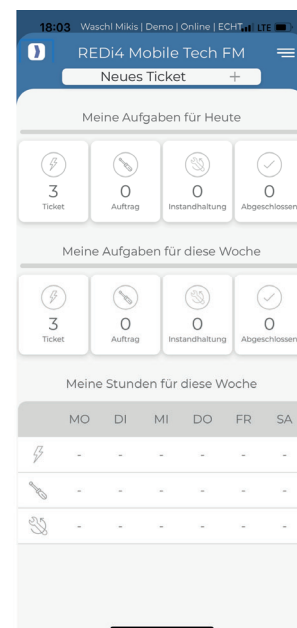 18:03 Waschl Mikis | Demo | Online | ECHT LTE
REDi4 Mobile Tech FM
Neues Ticket +
Meine Aufgaben für Heute
3 0 0 0
Ticket Auftrag Instandhaltung Abgeschlossen
Meine Aufgaben für diese Woche
3 0 0 0
Ticket Auftrag Instandhaltung Abgeschlossen
Meine Stunden für diese Woche
MO DI MI DO FR SA
- - - - - -
- - - - - -
- - - - - -